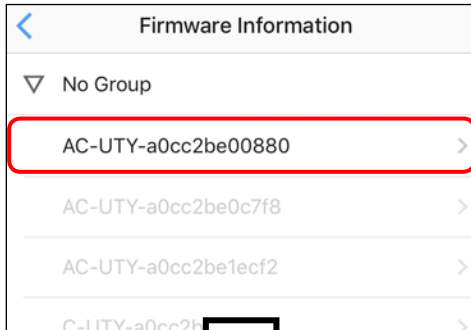 Firmware Information
No Group
AC-UTY-a0cc2be00880
AC-UTY-a0cc2be0c7f8
AC-UTY-a0cc2be1ecf2